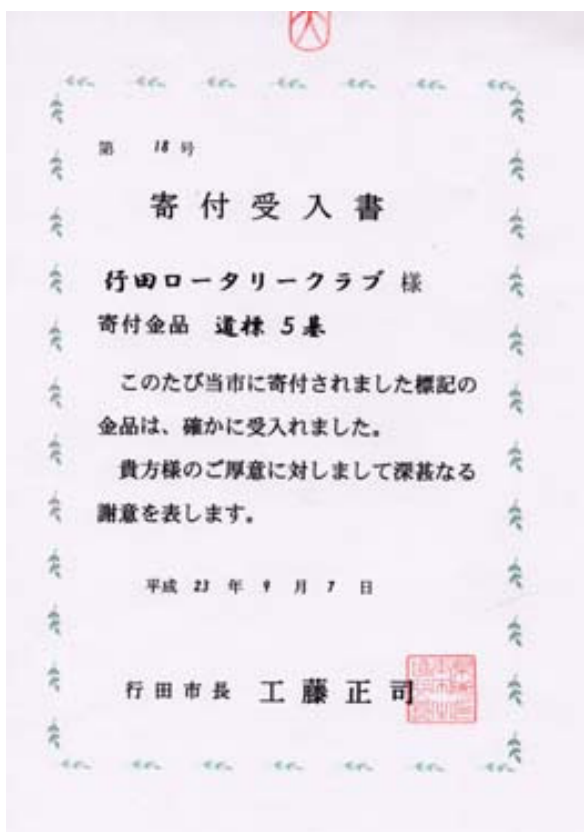 第 18 号
寄付受入書
行田ロータリークラブ 様
寄付金品 道標 5基
このたび当市に寄付されました標記の
金品は、確かに受入れました。
貴方様のご厚意に対しまして深甚なる
謝意を表します。
平成 23 年 9 月 7 日
行田市長 工藤正司